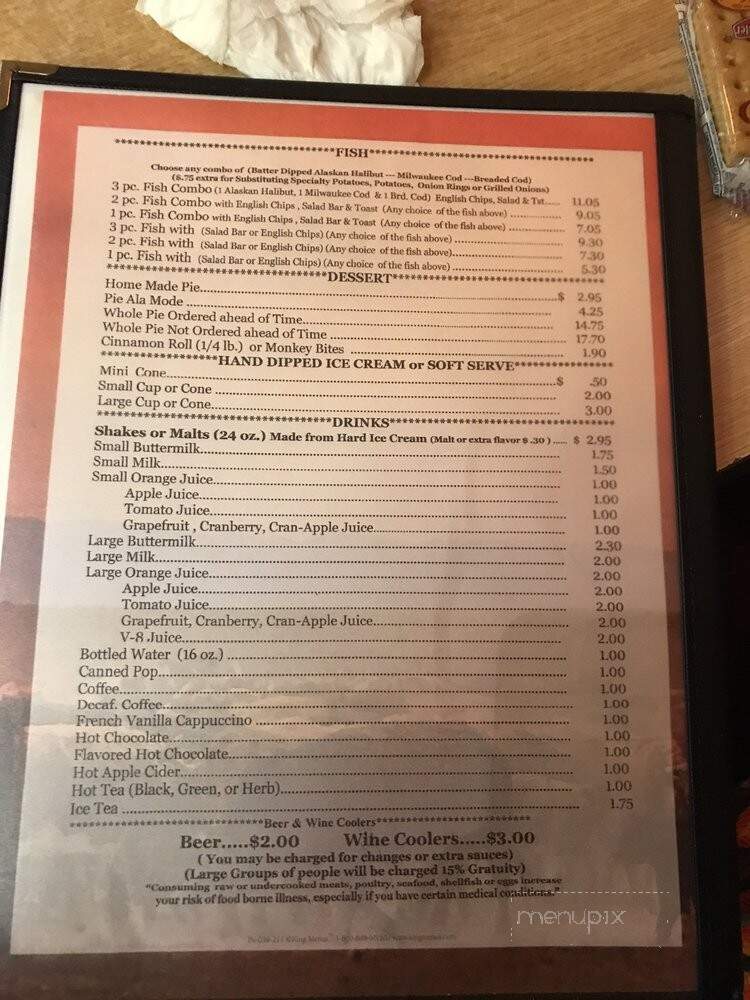 ************************************FISH************************************
Choose any combo of (Batter Dipped Alaskan Halibut --- Milwaukee Cod ---Breaded Cod)
($.75 extra for Substituting Specialty Potatoes, Potatoes, Onion Rings or Grilled Onions)
3 pc. Fish Combo (1 Alaskan Halibut, 1 Milwaukee Cod & 1 Brd. Cod) English Chips, Salad & Tst..... 11.05
2 pc. Fish Combo with English Chips , Salad Bar & Toast (Any choice of the fish above) ............ 9.05
1 pc. Fish Combo with English Chips , Salad Bar & Toast (Any choice of the fish above) ............ 7.05
3 pc. Fish with (Salad Bar or English Chips) (Any choice of the fish above) ............ 9.30
2 pc. Fish with (Salad Bar or English Chips) (Any choice of the fish above)............ 7.30
1 pc. Fish with (Salad Bar or English Chips) (Any choice of the fish above) ............ 5.30
************************************DESSERT************************************
Home Made Pie............$ 2.95
Pie Ala Mode ............ 4.25
Whole Pie Ordered ahead of Time............ 14.75
Whole Pie Not Ordered ahead of Time ............ 17.70
Cinnamon Roll (1/4 lb.) or Monkey Bites ............ 1.90
******************HAND DIPPED ICE CREAM or SOFT SERVE******************
Mini Cone............$ .50
Small Cup or Cone ............ 2.00
Large Cup or Cone............ 3.00
************************************DRINKS************************************
Shakes or Malts (24 oz.) Made from Hard Ice Cream (Malt or extra flavor $ .30 ) ..... $ 2.95
Small Buttermilk............ 1.75
Small Milk............ 1.50
Small Orange Juice............ 1.00
Apple Juice............ 1.00
Tomato Juice............ 1.00
Grapefruit , Cranberry, Cran-Apple Juice............ 1.00
Large Buttermilk............ 2.30
Large Milk............ 2.00
Large Orange Juice............ 2.00
Apple Juice............ 2.00
Tomato Juice............ 2.00
Grapefruit, Cranberry, Cran-Apple Juice............ 2.00
V-8 Juice............ 2.00
Bottled Water (16 oz.) ............ 1.00
Canned Pop............ 1.00
Coffee............ 1.00
Decaf. Coffee............ 1.00
French Vanilla Cappuccino ............ 1.00
Hot Chocolate............ 1.00
Flavored Hot Chocolate............ 1.00
Hot Apple Cider............ 1.00
Hot Tea (Black, Green, or Herb)............ 1.00
Ice Tea ............ 1.75
******************************Beer & Wine Coolers******************************
Beer.....$2.00 Wine Coolers.....$3.00
( You may be charged for changes or extra sauces)
(Large Groups of people will be charged 15% Gratuity)
"Consuming raw or undercooked meats, poultry, seafood, shellfish or eggs increase
your risk of food borne illness, especially if you have certain medical conditions."
menupix